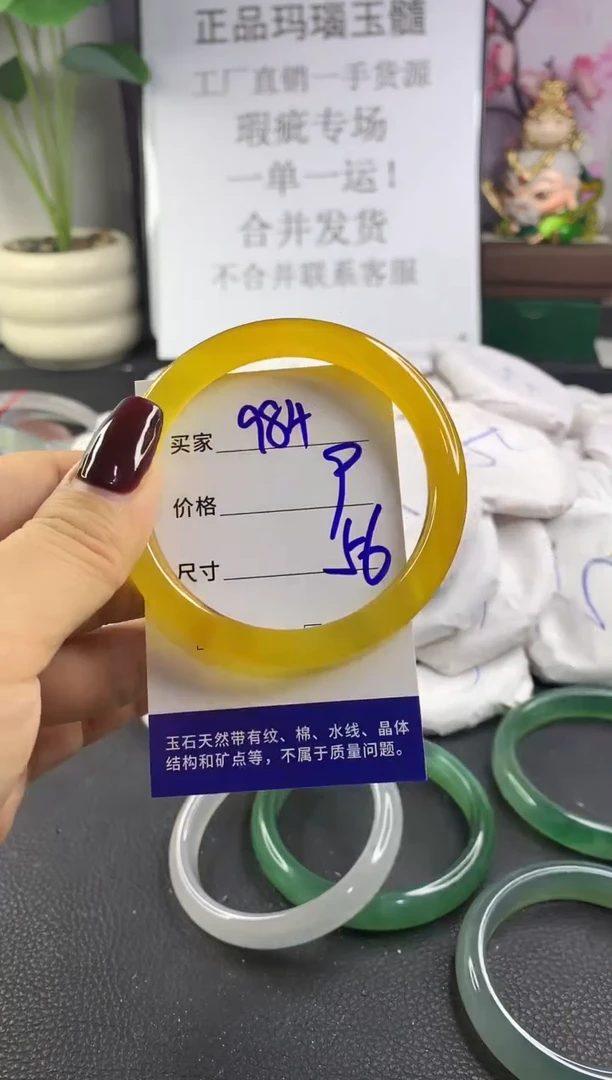 正品玛瑙玉髓
工厂直销一手货源
瑕疵专场
一单一运！
合并发货
不合并联系客服
买家 984
价格 P
尺寸 56
玉石天然带有纹、棉、水线、晶体
结构和矿点等，不属于质量问题。